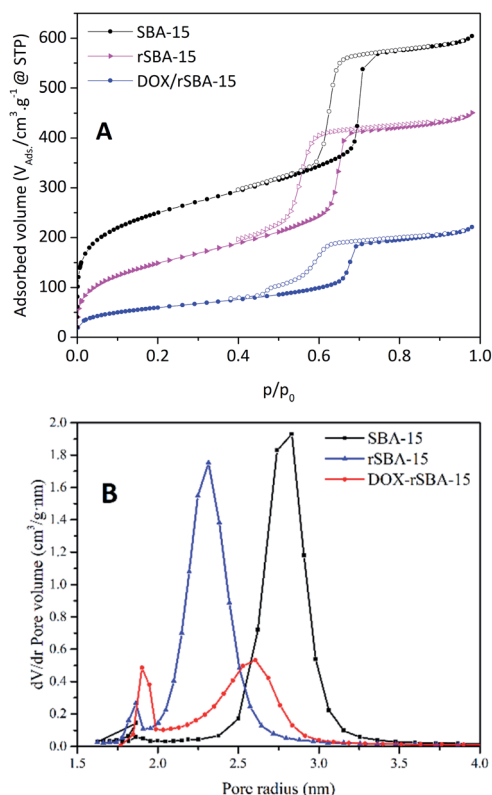 SBA-15
rSBA-15
DOX/rSBA-15
A
Adsorbed volume (V_Ads./cm³.g⁻¹ @ STP)
600
500
400
300
200
100
0
0.0 0.2 0.4 0.6 0.8 1.0
p/p₀
B
SBA-15
rSBA-15
DOX-rSBA-15
dV/dr Pore volume (cm³/g·nm)
2.0
1.8
1.6
1.4
1.2
1.0
0.8
0.6
0.4
0.2
0.0
1.5 2.0 2.5 3.0 3.5 4.0
Pore radius (nm)